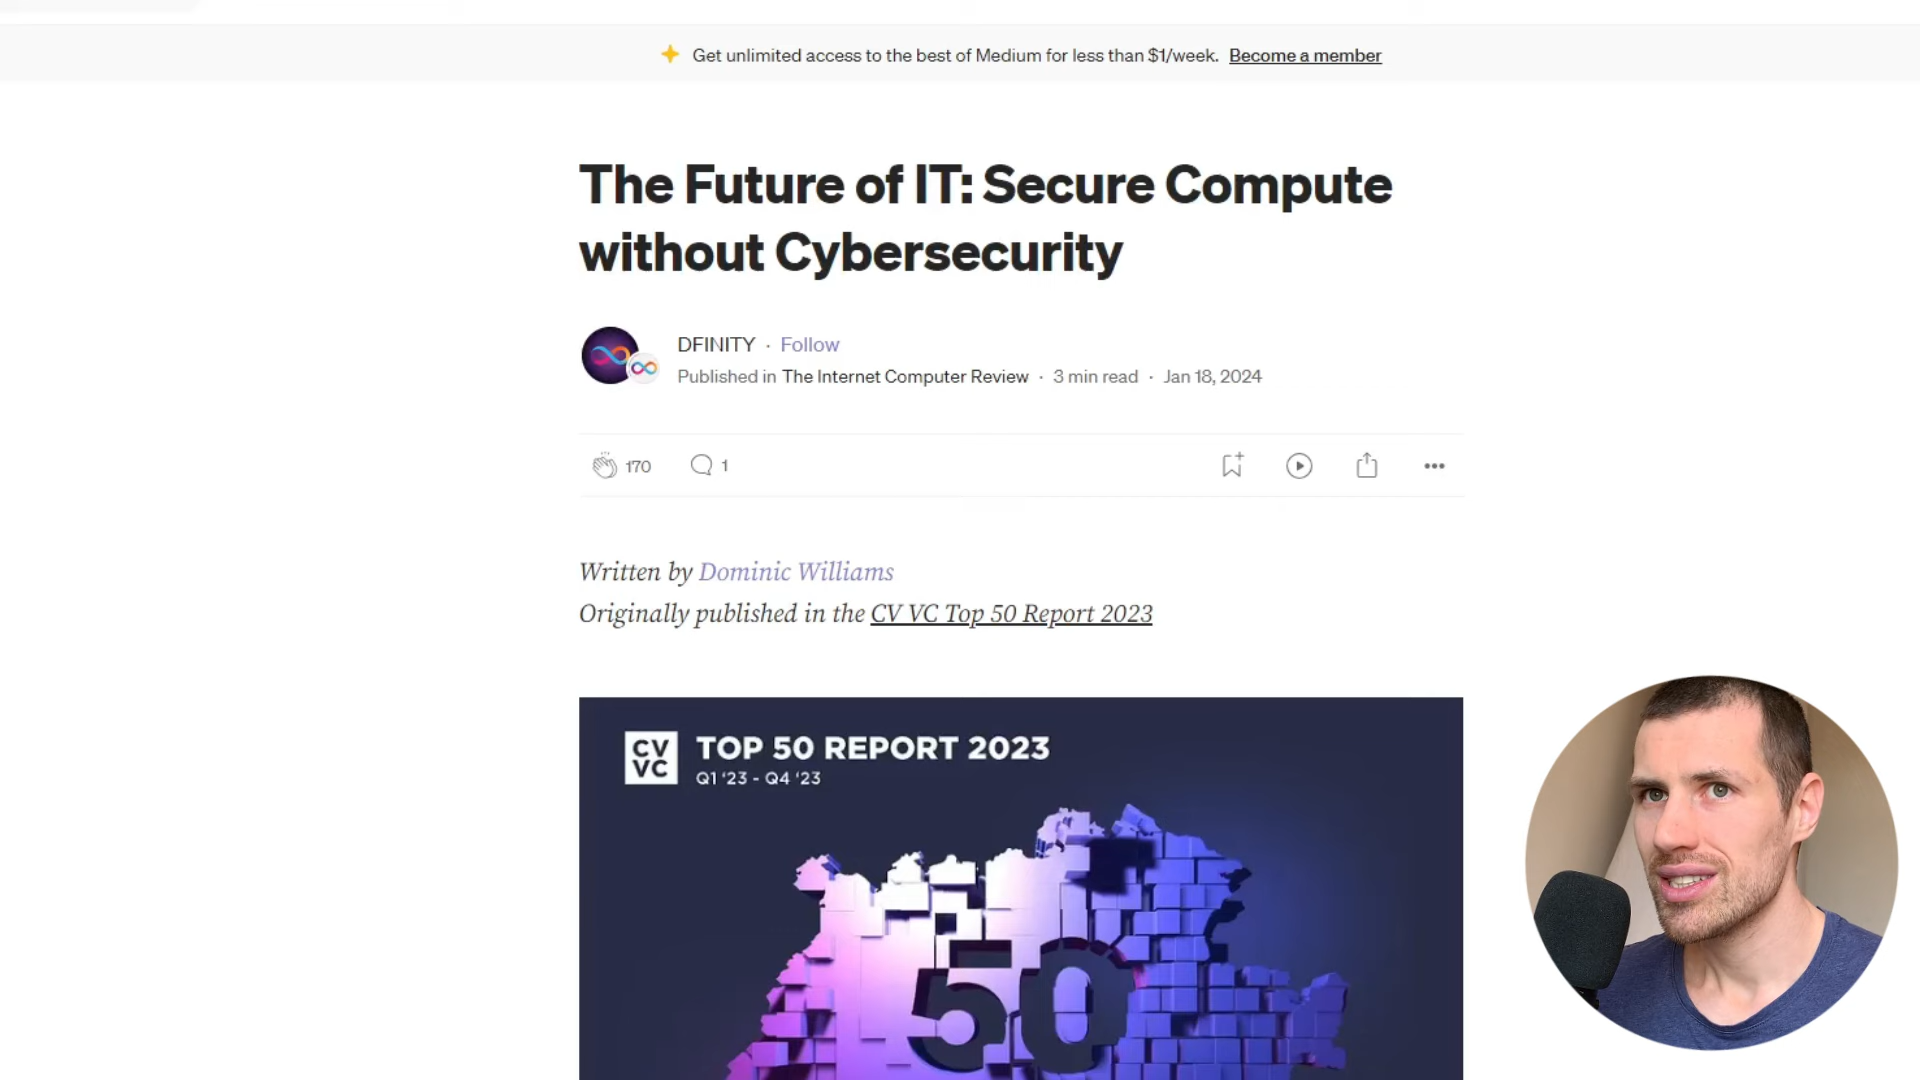 Get unlimited access to the best of Medium for less than $1/week. Become a member
The Future of IT: Secure Compute
without Cybersecurity
DFINITY · Follow
Published in The Internet Computer Review · 3 min read · Jan 18, 2024
170 1
Written by Dominic Williams
Originally published in the CV VC Top 50 Report 2023
CV
VC
TOP 50 REPORT 2023
Q1 '23 - Q4 '23
50